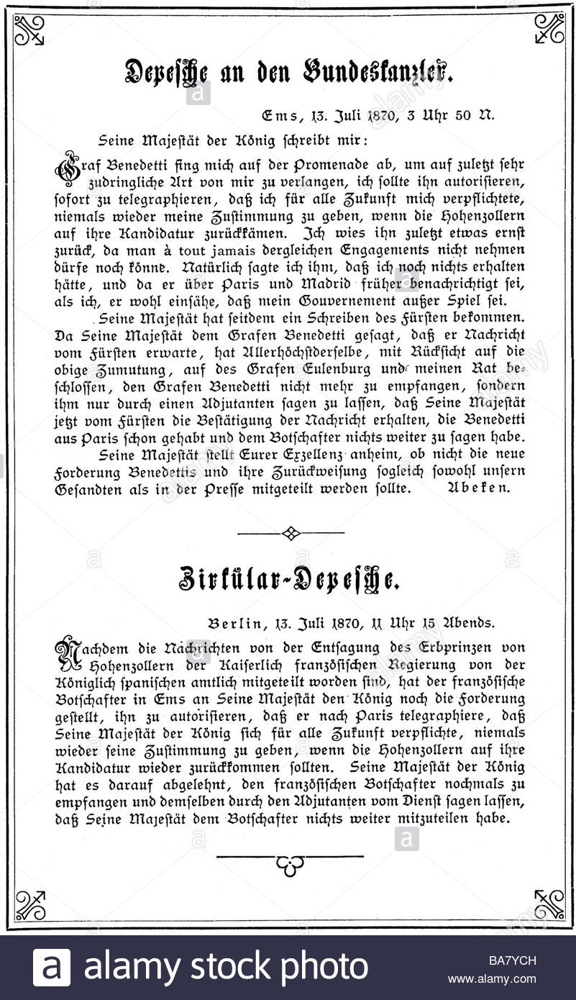 Depesche an den Bundeskanzler.
Ems, 13. Juli 1870, 3 Uhr 50 N.
Seine Majestät der König schreibt mir:
Graf Benedetti fing mich auf der Promenade ab, um auf zuletzt sehr
zudringliche Art von mir zu verlangen, ich sollte ihn autorisieren,
sofort zu telegraphieren, daß ich für alle Zukunft mich verpflichtete,
niemals wieder meine Zustimmung zu geben, wenn die Hohenzollern
auf ihre Kandidatur zurückkämen. Ich wies ihn zuletzt etwas ernst
zurück, da man à tout jamais dergleichen Engagements nicht nehmen
dürfe noch könne. Natürlich sagte ich ihm, daß ich noch nichts erhalten
hätte, und da er über Paris und Madrid früher benachrichtigt sei,
als ich, er wohl einsähe, daß mein Gouvernement außer Spiel sei.
Seine Majestät hat seitdem ein Schreiben des Fürsten bekommen.
Da Seine Majestät dem Grafen Benedetti gesagt, daß er Nachricht
vom Fürsten erwarte, hat Allerhöchstderselbe, mit Rücksicht auf die
obige Zumutung, auf des Grafen Eulenburg und meinen Rat be-
schlossen, den Grafen Benedetti nicht mehr zu empfangen, sondern
ihm nur durch einen Adjutanten sagen zu lassen, daß Seine Majestät
jetzt vom Fürsten die Bestätigung der Nachricht erhalten, die Benedetti
aus Paris schon gehabt und dem Botschafter nichts weiter zu sagen habe.
Seine Majestät stellt Eurer Exzellenz anheim, ob nicht die neue
Forderung Benedettis und ihre Zurückweisung sogleich sowohl unsern
Gesandten als in der Presse mitgeteilt werden sollte. Abeken.
Zirkülar-Depesche.
Berlin, 13. Juli 1870, 11 Uhr 15 Abends.
Nachdem die Nachrichten von der Entsagung des Erbprinzen von
Hohenzollern der Kaiserlich französischen Regierung von der
Königlich spanischen amtlich mitgeteilt worden sind, hat der französische
Botschafter in Ems an Seine Majestät den König noch die Forderung
gestellt, ihn zu autorisieren, daß er nach Paris telegraphiere, daß
Seine Majestät der König sich für alle Zukunft verpflichte, niemals
wieder seine Zustimmung zu geben, wenn die Hohenzollern auf ihre
Kandidatur wieder zurückkommen sollten. Seine Majestät der König
hat es darauf abgelehnt, den französischen Botschafter nochmals zu
empfangen und demselben durch den Adjutanten vom Dienst sagen lassen,
daß Seine Majestät dem Botschafter nichts weiter mitzuteilen habe.
a alamy stock photo
BA7YCH
www.alamy.com